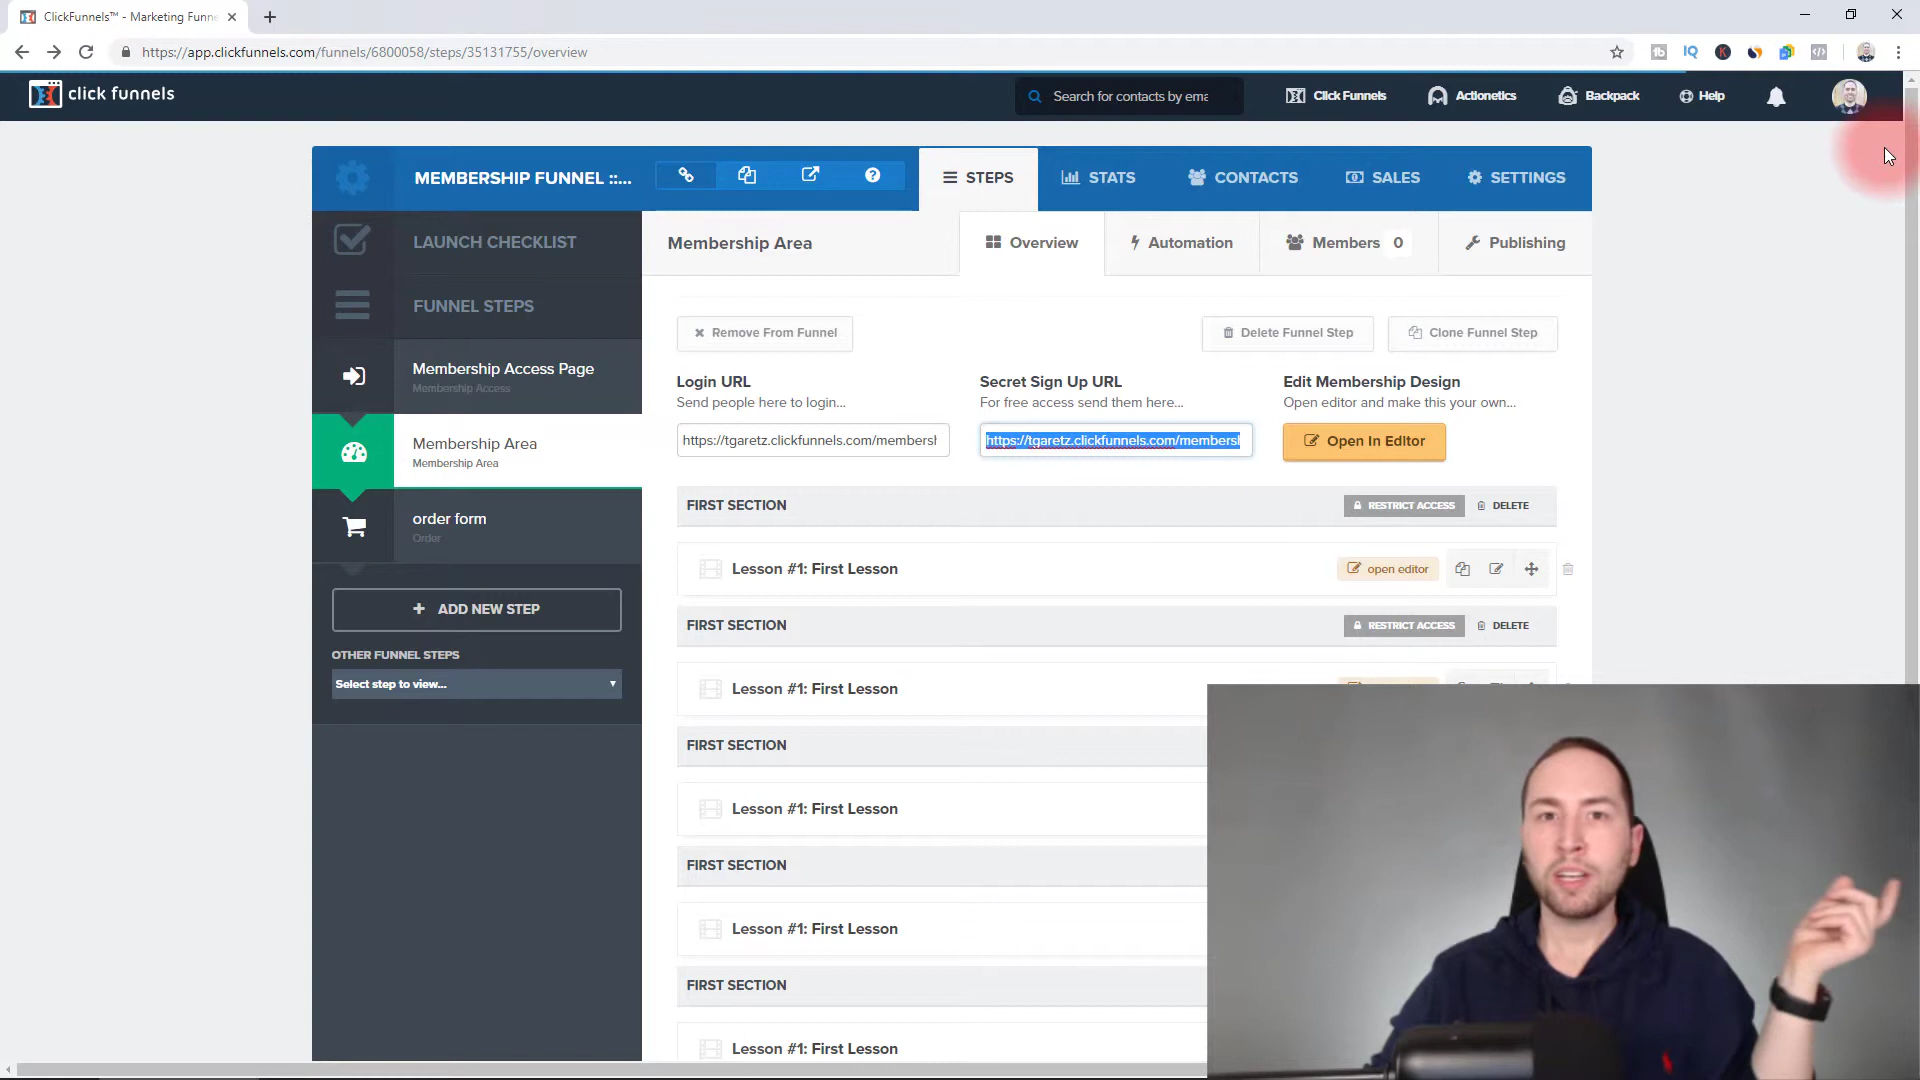 ClickFunnels™ - Marketing Funne
https://app.clickfunnels.com/funnels/6800058/steps/35131755/overview
click funnels
Search for contacts by ema
Click Funnels
Actionetics
Backpack
Help
MEMBERSHIP FUNNEL ::...
STEPS
STATS
CONTACTS
SALES
SETTINGS
LAUNCH CHECKLIST
FUNNEL STEPS
Membership Access Page
Membership Access
Membership Area
Membership Area
order form
Order
+ ADD NEW STEP
OTHER FUNNEL STEPS
Select step to view...
Membership Area
Overview
Automation
Members 0
Publishing
Remove From Funnel
Delete Funnel Step
Clone Funnel Step
Login URL
Send people here to login...
https://tgaretz.clickfunnels.com/membersh
Secret Sign Up URL
For free access send them here...
https://tgaretz.clickfunnels.com/membersh
Edit Membership Design
Open editor and make this your own...
Open In Editor
FIRST SECTION
RESTRICT ACCESS
DELETE
Lesson #1: First Lesson
open editor
FIRST SECTION
RESTRICT ACCESS
DELETE
Lesson #1: First Lesson
FIRST SECTION
Lesson #1: First Lesson
FIRST SECTION
Lesson #1: First Lesson
FIRST SECTION
Lesson #1: First Lesson